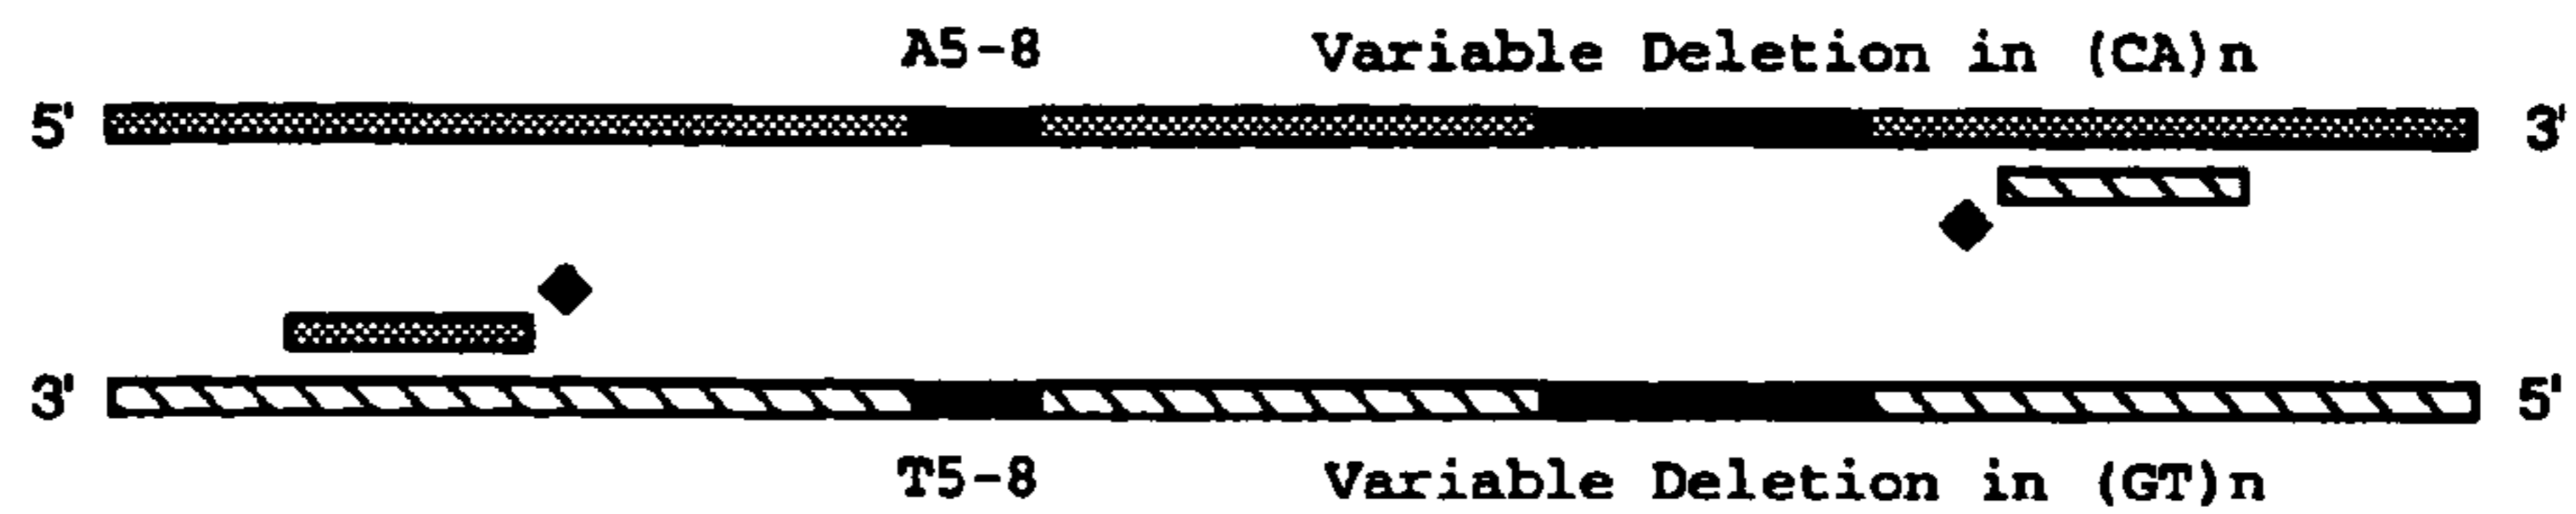 A5-8 Variable Deletion in (CA)n
5' 3'
3' 5'
T5-8 Variable Deletion in (GT)n